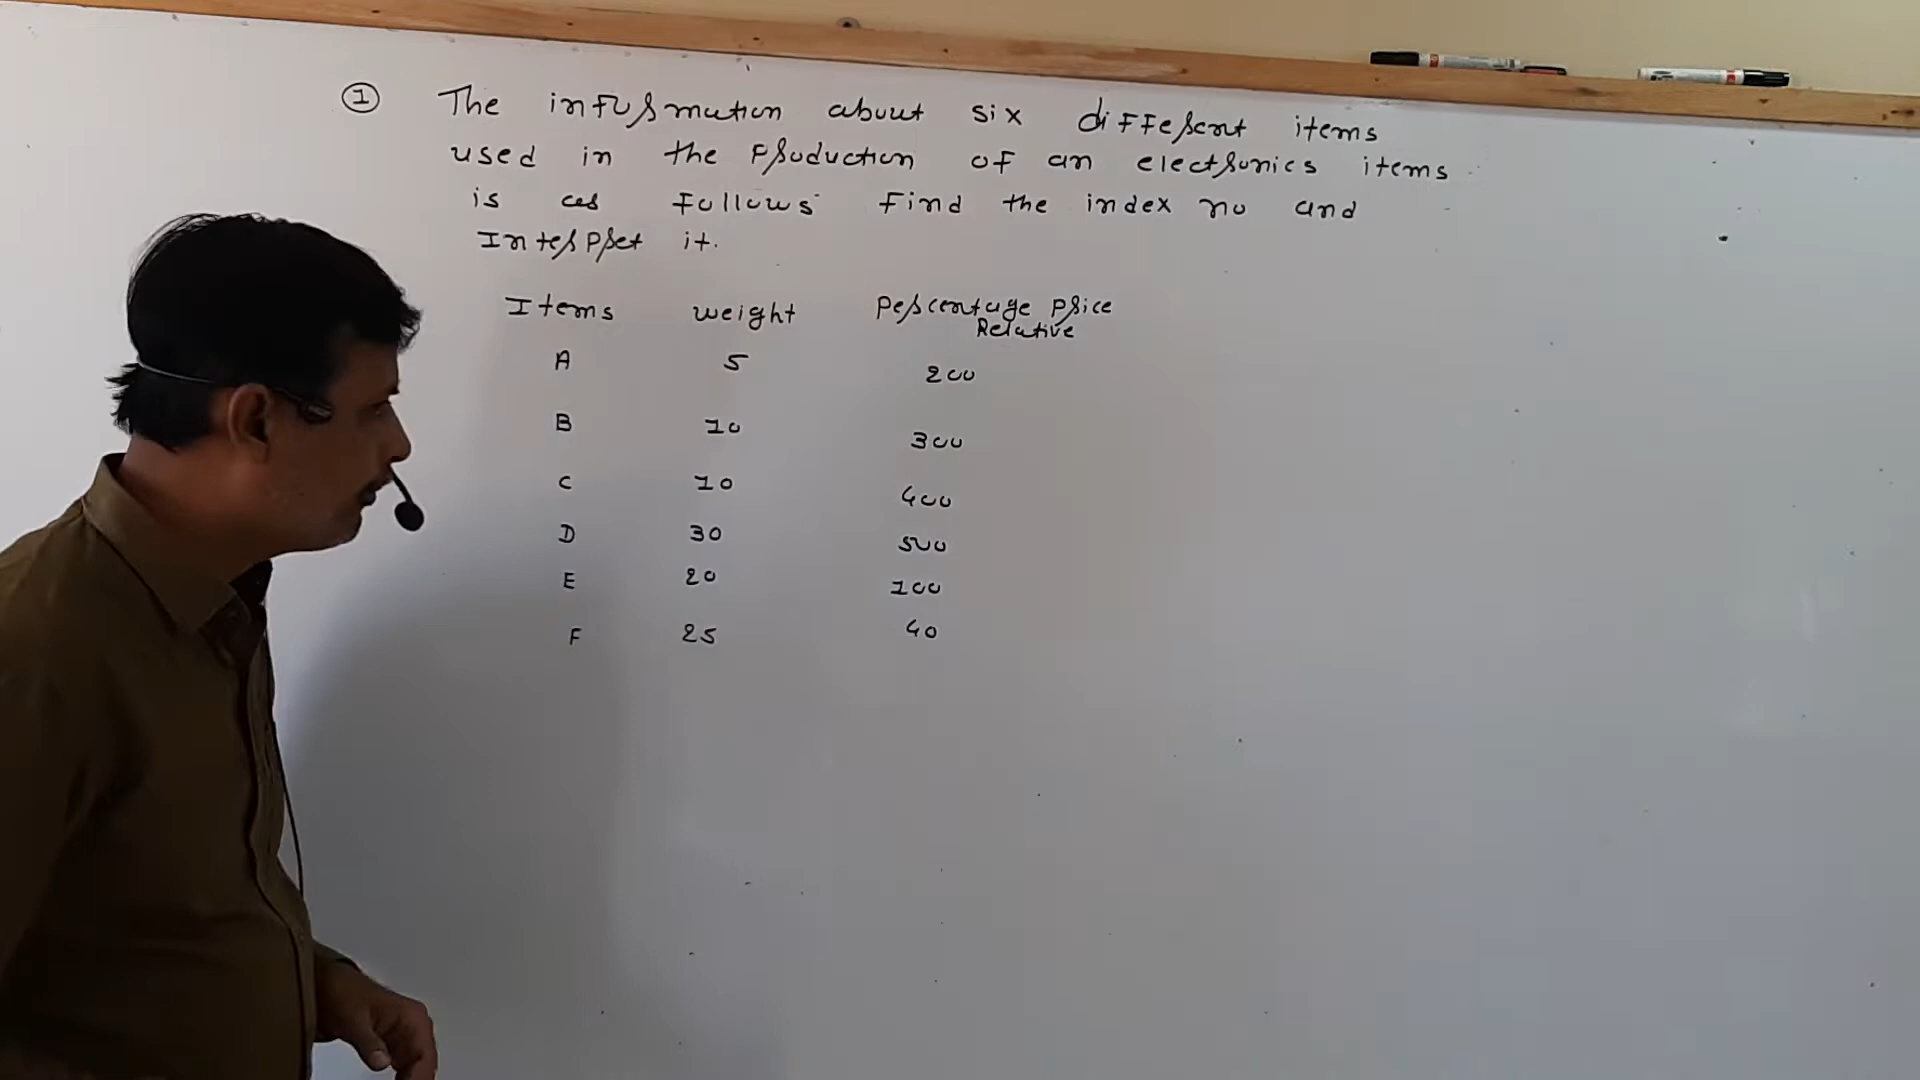 ① The information about six different items
used in the Production of an electronics items
is as follows Find the index no and
Interpret it.
Items weight Percentage Price
Relative
A 5 200
B 10 300
C 10 400
D 30 500
E 20 100
F 25 40